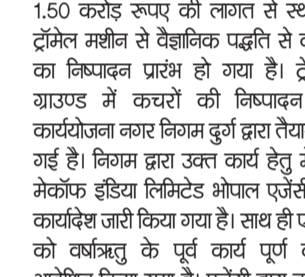 1.50 करोड़ रूपए की लागत से
ट्रॉमेल मशीन से वैज्ञानिक पद्धति से
का निष्पादन प्रारंभ हो गया है।
ग्राउण्ड में कचरों की निष्पादन
कार्ययोजना नगर निगम दुर्ग द्वारा तैया
गई है। निगम द्वारा उक्त कार्य हेतु
मेकॉफ इंडिया लिमिटेड भोपाल एजेंसी
कार्यादेश जारी किया गया है। साथ ही
को वर्षाऋतु के पूर्व कार्य पूर्ण